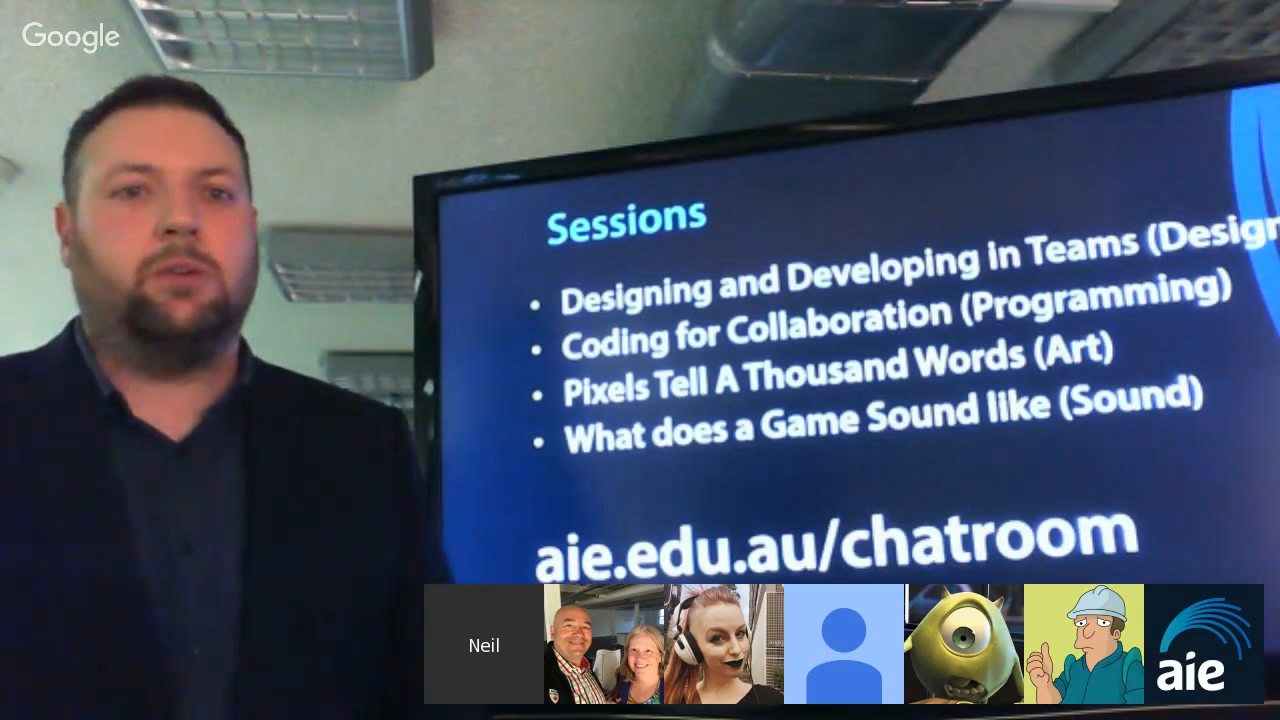 Google
Sessions
• Designing and Developing in Teams (Design
• Coding for Collaboration (Programming)
• Pixels Tell A Thousand Words (Art)
• What does a Game Sound like (Sound)
aie.edu.au/chatroom
Neil
aie